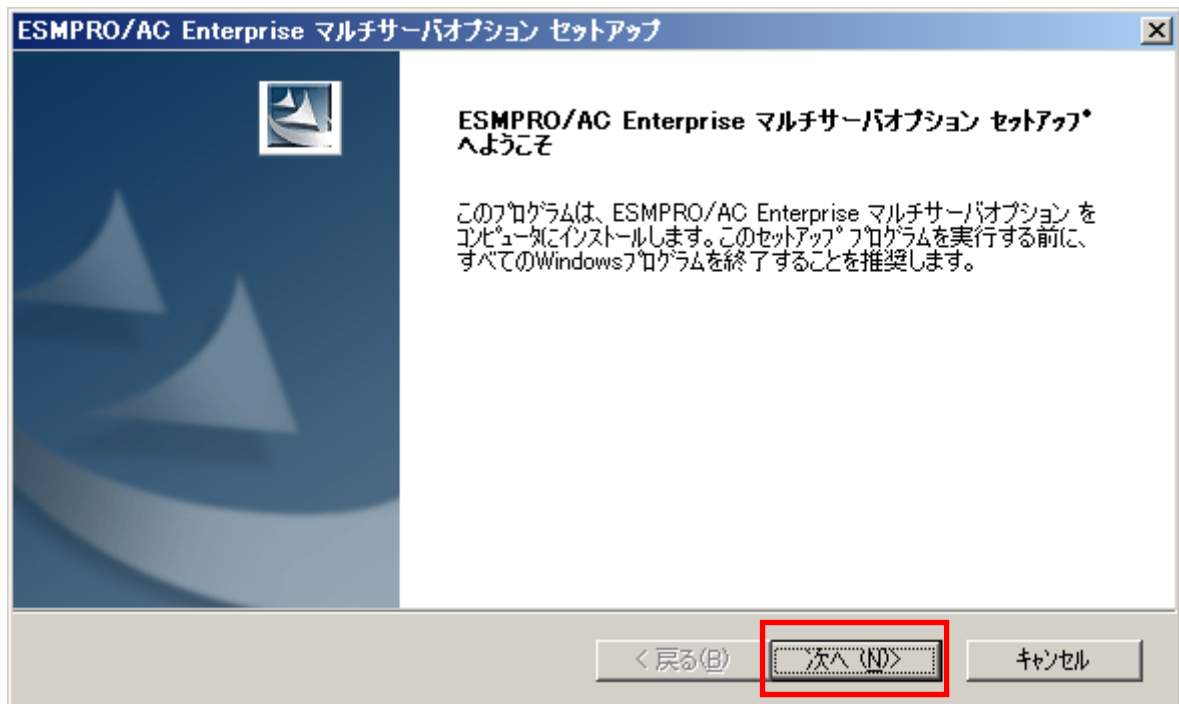 ESMPRO/AC Enterprise マルチサーバオプション セットアップ
ESMPRO/AC Enterprise マルチサーバオプション ｾｯﾄｱｯﾌﾟ
へようこそ
このﾌﾟﾛｸﾞﾗﾑは、ESMPRO/AC Enterprise マルチサーバオプション を
ｺﾝﾋﾟｭｰﾀにインストールします。このｾｯﾄｱｯﾌﾟ ﾌﾟﾛｸﾞﾗﾑを実行する前に、
すべてのWindowsﾌﾟﾛｸﾞﾗﾑを終了することを推奨します。
< 戻る(B) 次へ (N)> ｷｬﾝｾﾙ